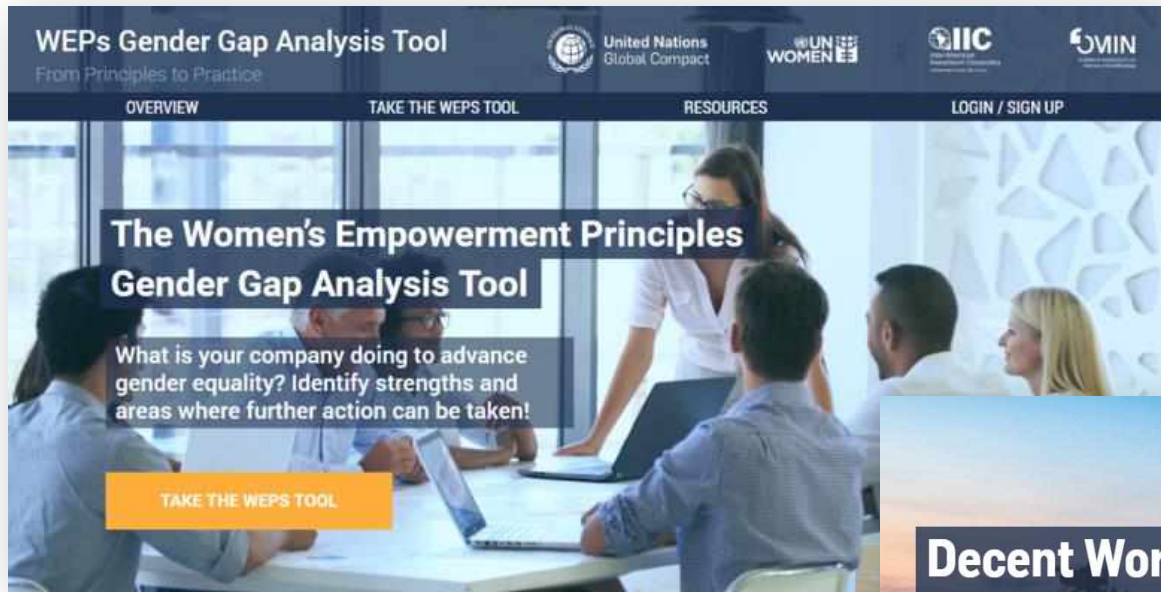 WEPs Gender Gap Analysis Tool
From Principles to Practice
United Nations
Global Compact
UN
WOMEN
IIC
OMIN
OVERVIEW
TAKE THE WEPS TOOL
RESOURCES
LOGIN / SIGN UP
The Women's Empowerment Principles
Gender Gap Analysis Tool
What is your company doing to advance
gender equality? Identify strengths and
areas where further action can be taken!
TAKE THE WEPS TOOL
Decent Wor